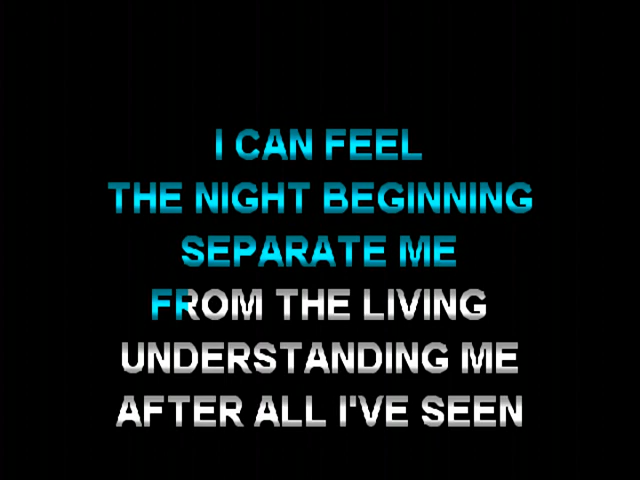 I CAN FEEL
THE NIGHT BEGINNING
SEPARATE ME
FROM THE LIVING
UNDERSTANDING ME
AFTER ALL I'VE SEEN